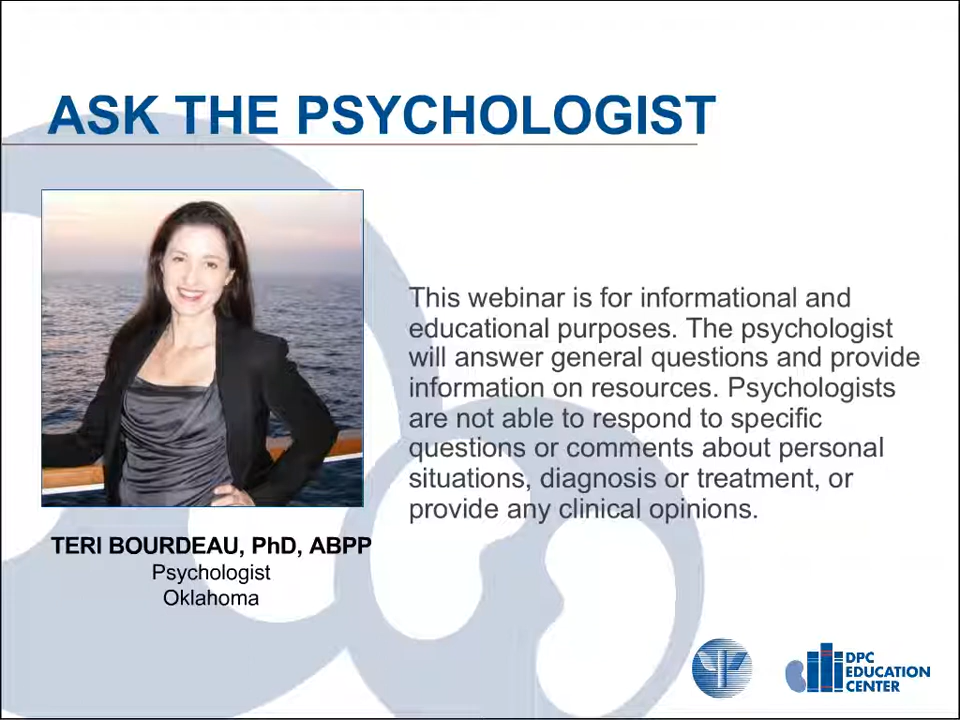 ASK THE PSYCHOLOGIST
This webinar is for informational and
educational purposes. The psychologist
will answer general questions and provide
information on resources. Psychologists
are not able to respond to specific
questions or comments about personal
situations, diagnosis or treatment, or
provide any clinical opinions.
TERI BOURDEAU, PhD, ABPP
Psychologist
Oklahoma
DPC
EDUCATION
CENTER